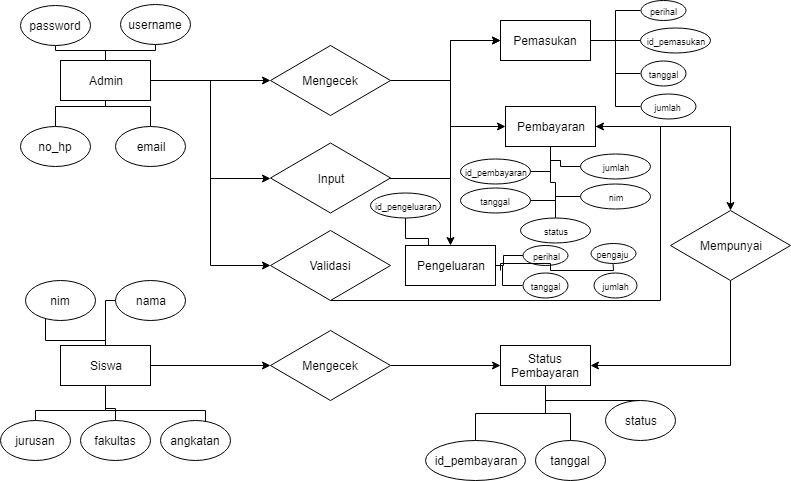 password
username
perihal
Pemasukan
id_pemasukan
Admin
Mengecek
tanggal
jumlah
Pembayaran
no_hp
email
jumlah
id_pembayaran
Input
nim
tanggal
id_pengeluaran
status
Mempunyai
perihal
pengaju
Validasi
Pengeluaran
tanggal
jumlah
nim
nama
Siswa
Mengecek
Status
Pembayaran
status
jurusan
fakultas
angkatan
id_pembayaran
tanggal